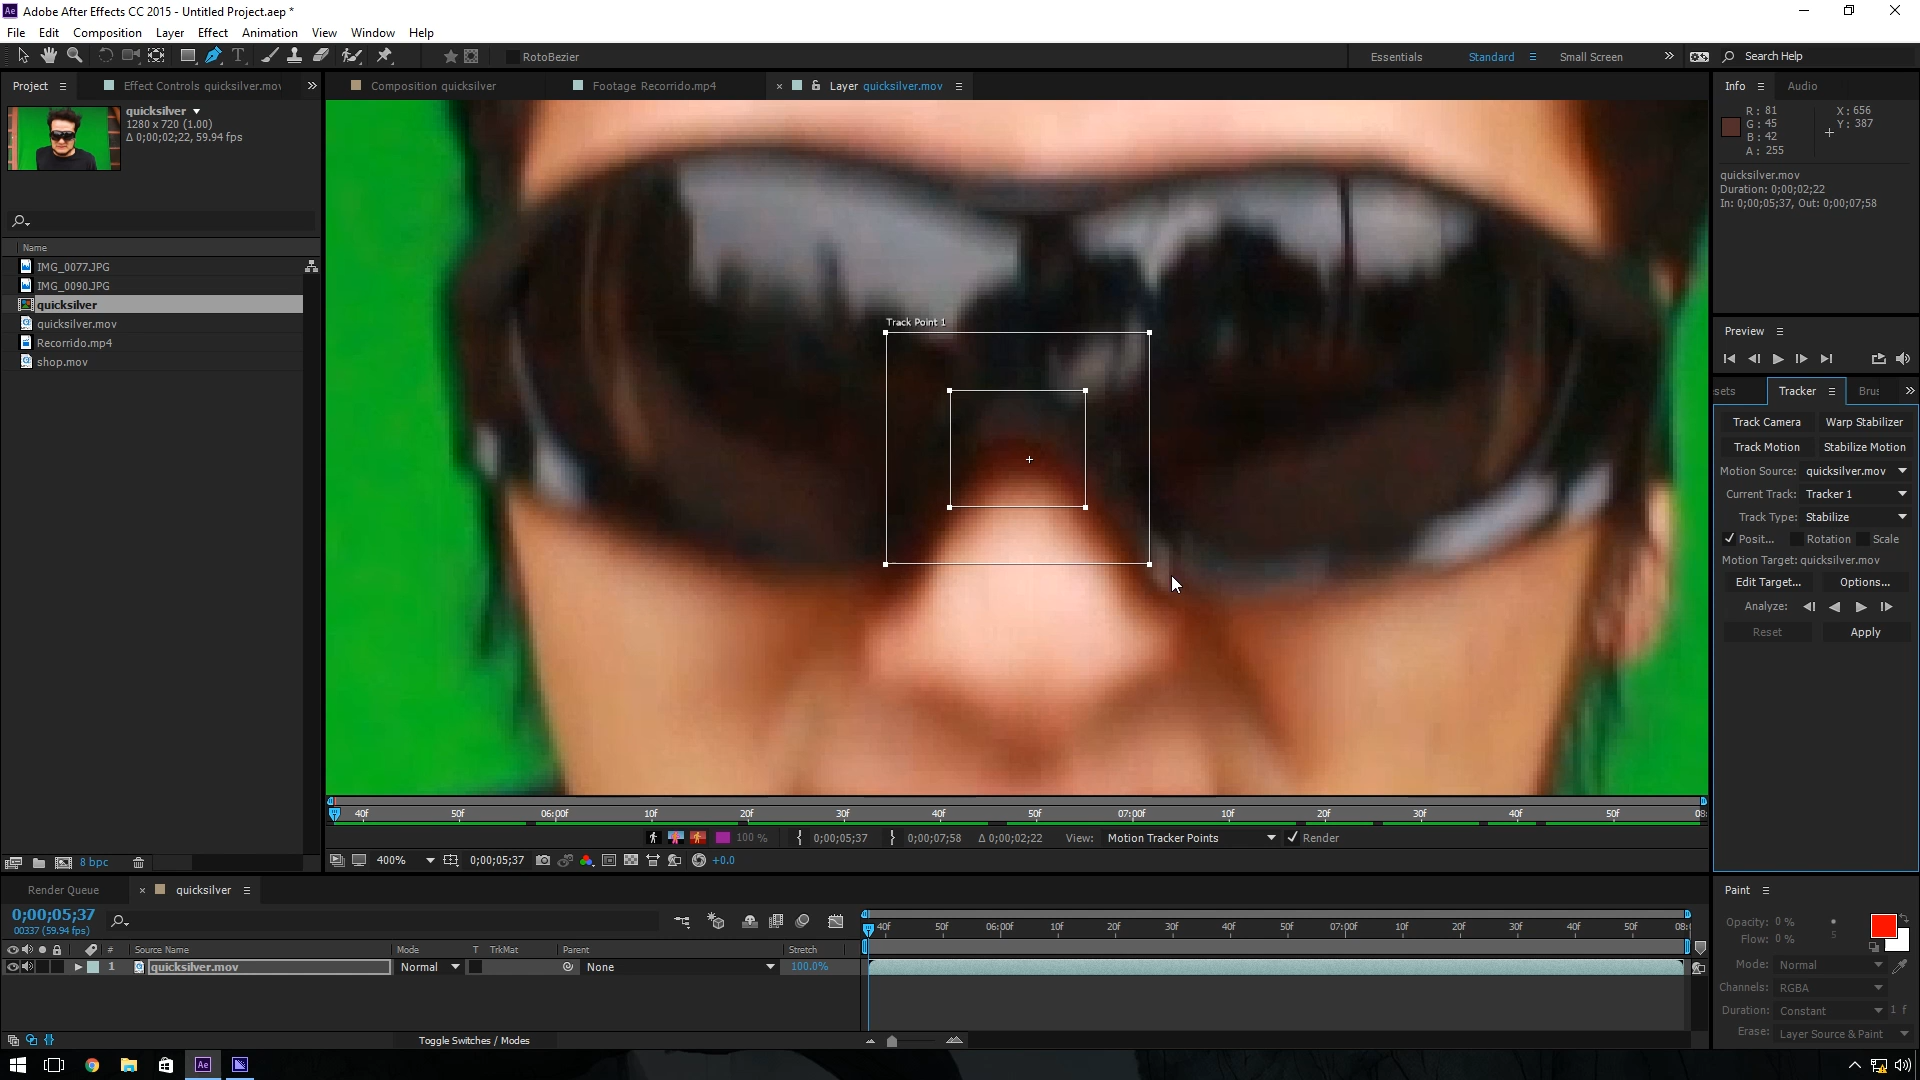 Adobe After Effects CC 2015 - Untitled Project.aep *
File Edit Composition Layer Effect Animation View Window Help
RotoBezier
Essentials Standard Small Screen Search Help
Project Effect Controls quicksilver.mov
Composition quicksilver Footage Recorrido.mp4 Layer quicksilver.mov
Info Audio
quicksilver
1280 x 720 (1.00)
Δ 0;00;02;22, 59.94 fps
R: 81
G: 45
B: 42
A: 255
X: 656
Y: 387
quicksilver.mov
Duration: 0;00;02;22
In: 0;00;05;37, Out: 0;00;07;58
Name
IMG_0077.JPG
IMG_0090.JPG
quicksilver
quicksilver.mov
Recorrido.mp4
shop.mov
Track Point 1
Preview
sets Tracker Brus
Track Camera Warp Stabilizer
Track Motion Stabilize Motion
Motion Source: quicksilver.mov
Current Track: Tracker 1
Track Type: Stabilize
Posit... Rotation Scale
Motion Target: quicksilver.mov
Edit Target... Options...
Analyze:
Reset Apply
40f 50f 06:00f 10f 20f 30f 40f 50f 07:00f 10f 20f 30f 40f 50f 08:
100 % 0;00;05;37 0;00;07;58 Δ 0;00;02;22 View: Motion Tracker Points Render
8 bpc
400% 0;00;05;37 +0.0
Render Queue quicksilver
0;00;05;37
00337 (59.94 fps)
40f 50f 06:00f 10f 20f 30f 40f 50f 07:00f 10f 20f 30f 40f 50f 08:
# Source Name Mode T TrkMat Parent Stretch
1 quicksilver.mov Normal None 100.0%
Toggle Switches / Modes
Paint
Opacity: 0 %
Flow: 0 %
5
Mode: Normal
Channels: RGBA
Duration: Constant 1 f
Erase: Layer Source & Paint
Ae